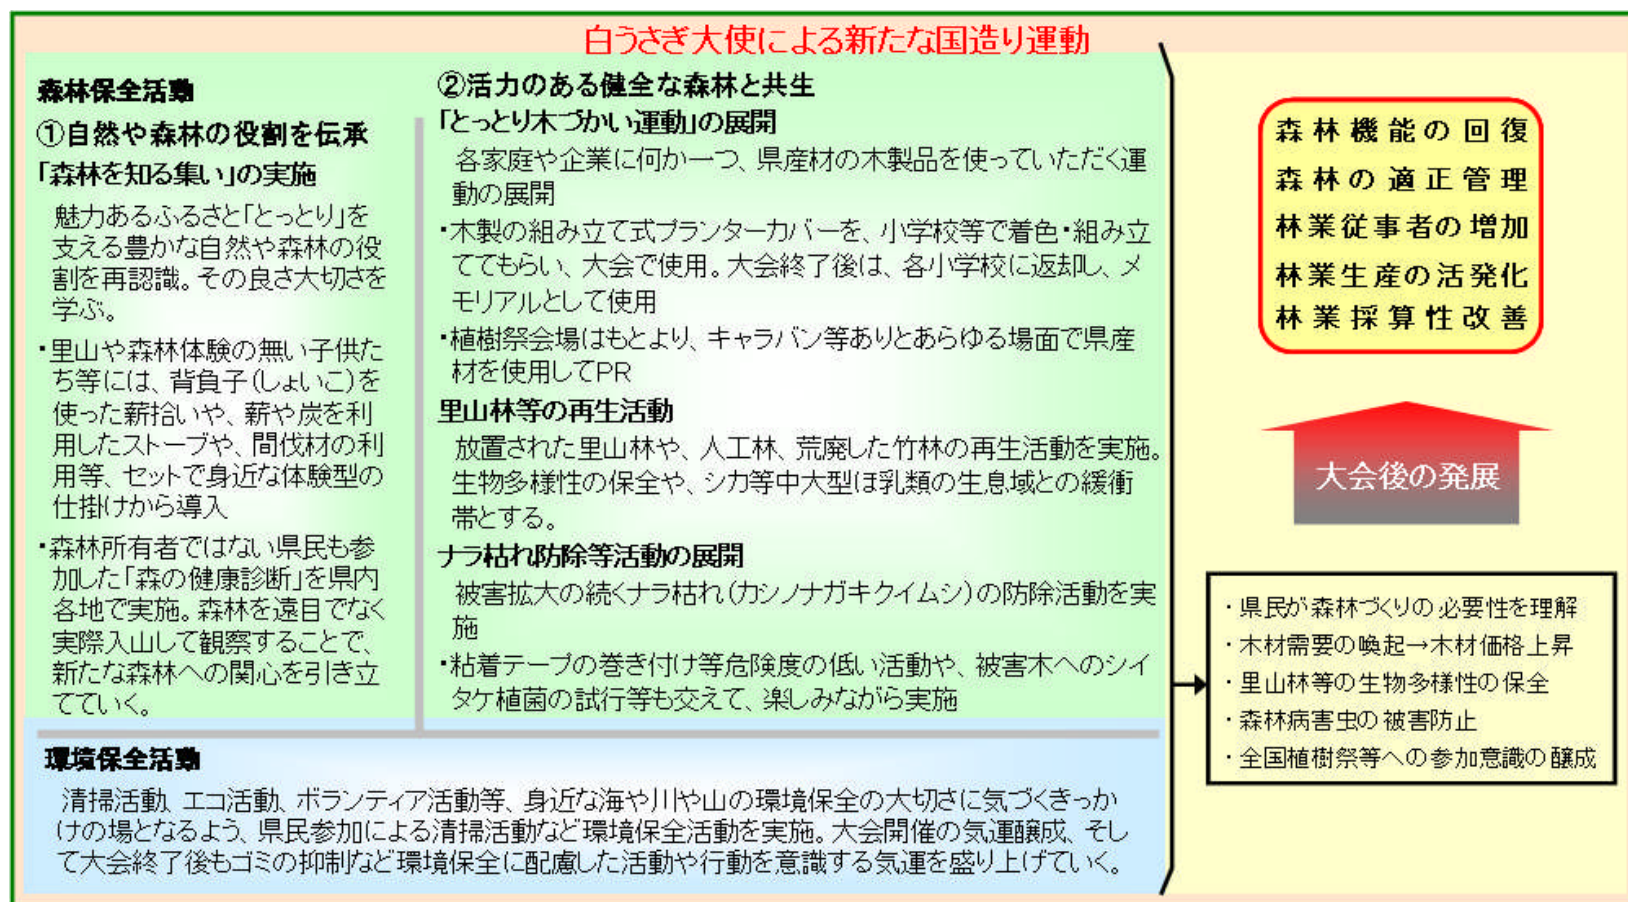 白うさぎ大使による新たな国造り運動
森林保全活動
①自然や森林の役割を伝承
「森林を知る集い」の実施
魅力あるふるさと「とっとり」を
支える豊かな自然や森林の役
割を再認識。その良さ大切さを
学ぶ。
・里山や森林体験の無い子供た
ち等には、背負子(しょいこ)を
使った薪拾いや、薪や炭を利
用したストーブや、間伐材の利
用等、セットで身近な体験型の
仕掛けから導入
・森林所有者ではない県民も参
加した「森の健康診断」を県内
各地で実施。森林を遠目でなく
実際入山して観察することで、
新たな森林への関心を引き立
てていく。
②活力のある健全な森林と共生
「とっとり木づかい運動」の展開
各家庭や企業に何か一つ、県産材の木製品を使っていただく運
動の展開
・木製の組み立て式プランターカバーを、小学校等で着色・組み立
ててもらい、大会で使用。大会終了後は、各小学校に返却し、メ
モリアルとして使用
・植樹祭会場はもとより、キャラバン等ありとあらゆる場面で県産
材を使用してPR
里山林等の再生活動
放置された里山林や、人工林、荒廃した竹林の再生活動を実施。
生物多様性の保全や、シカ等中大型ほ乳類の生息域との緩衝
帯とする。
ナラ枯れ防除等活動の展開
被害拡大の続くナラ枯れ(カシノナガキクイムシ)の防除活動を実
施
・粘着テープの巻き付け等危険度の低い活動や、被害木へのシイ
タケ植菌の試行等も交えて、楽しみながら実施
環境保全活動
清掃活動、エコ活動、ボランティア活動等、身近な海や川や山の環境保全の大切さに気づくきっか
けの場となるよう、県民参加による清掃活動など環境保全活動を実施。大会開催の気運醸成、そし
て大会終了後もゴミの抑制など環境保全に配慮した活動や行動を意識する気運を盛り上げていく。
森林機能の回復
森林の適正管理
林業従事者の増加
林業生産の活発化
林業採算性改善
大会後の発展
・県民が森林づくりの必要性を理解
・木材需要の喚起→木材価格上昇
・里山林等の生物多様性の保全
・森林病害虫の被害防止
・全国植樹祭等への参加意識の醸成